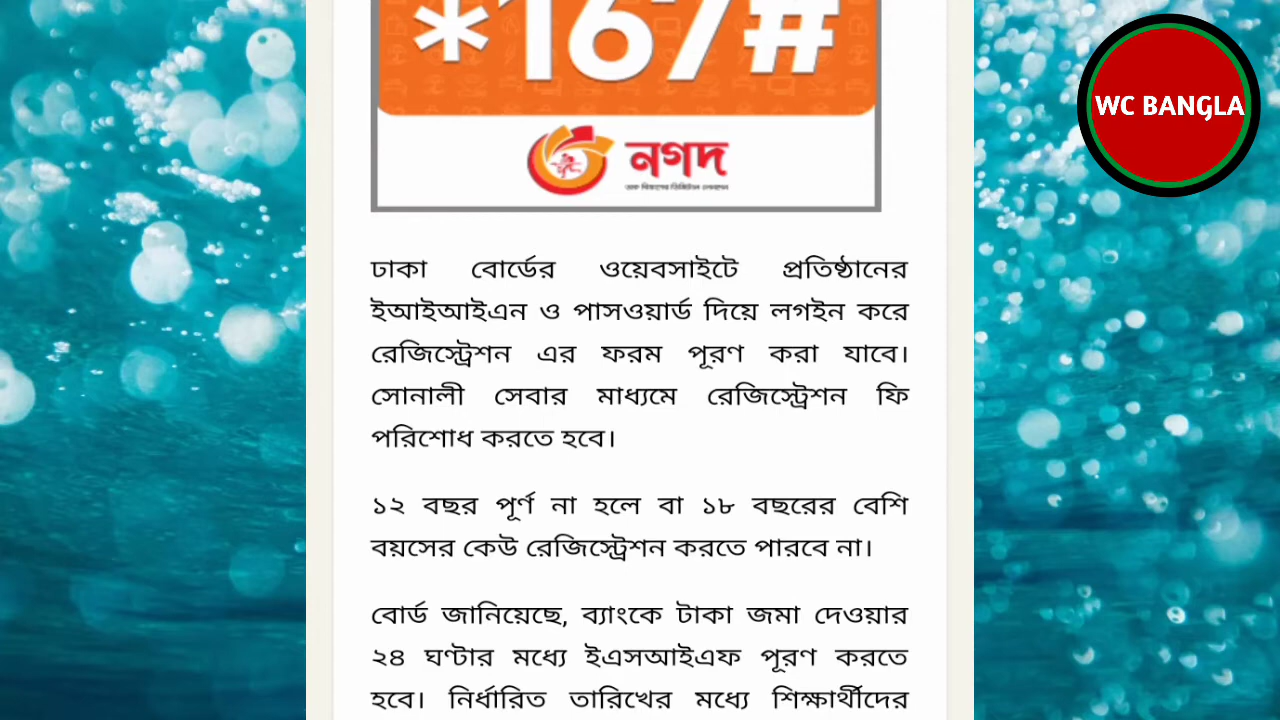 *167#
WC BANGLA
নগদ
ডাক বিভাগের ডিজিটাল লেনদেন
ঢাকা বোর্ডের ওয়েবসাইটে প্রতিষ্ঠানের
ইআইআইএন ও পাসওয়ার্ড দিয়ে লগইন করে
রেজিস্ট্রেশন এর ফরম পূরণ করা যাবে।
সোনালী সেবার মাধ্যমে রেজিস্ট্রেশন ফি
পরিশোধ করতে হবে।
১২ বছর পূর্ণ না হলে বা ১৮ বছরের বেশি
বয়সের কেউ রেজিস্ট্রেশন করতে পারবে না।
বোর্ড জানিয়েছে, ব্যাংকে টাকা জমা দেওয়ার
২৪ ঘণ্টার মধ্যে ইএসআইএফ পূরণ করতে
হবে। নির্ধারিত তারিখের মধ্যে শিক্ষার্থীদের